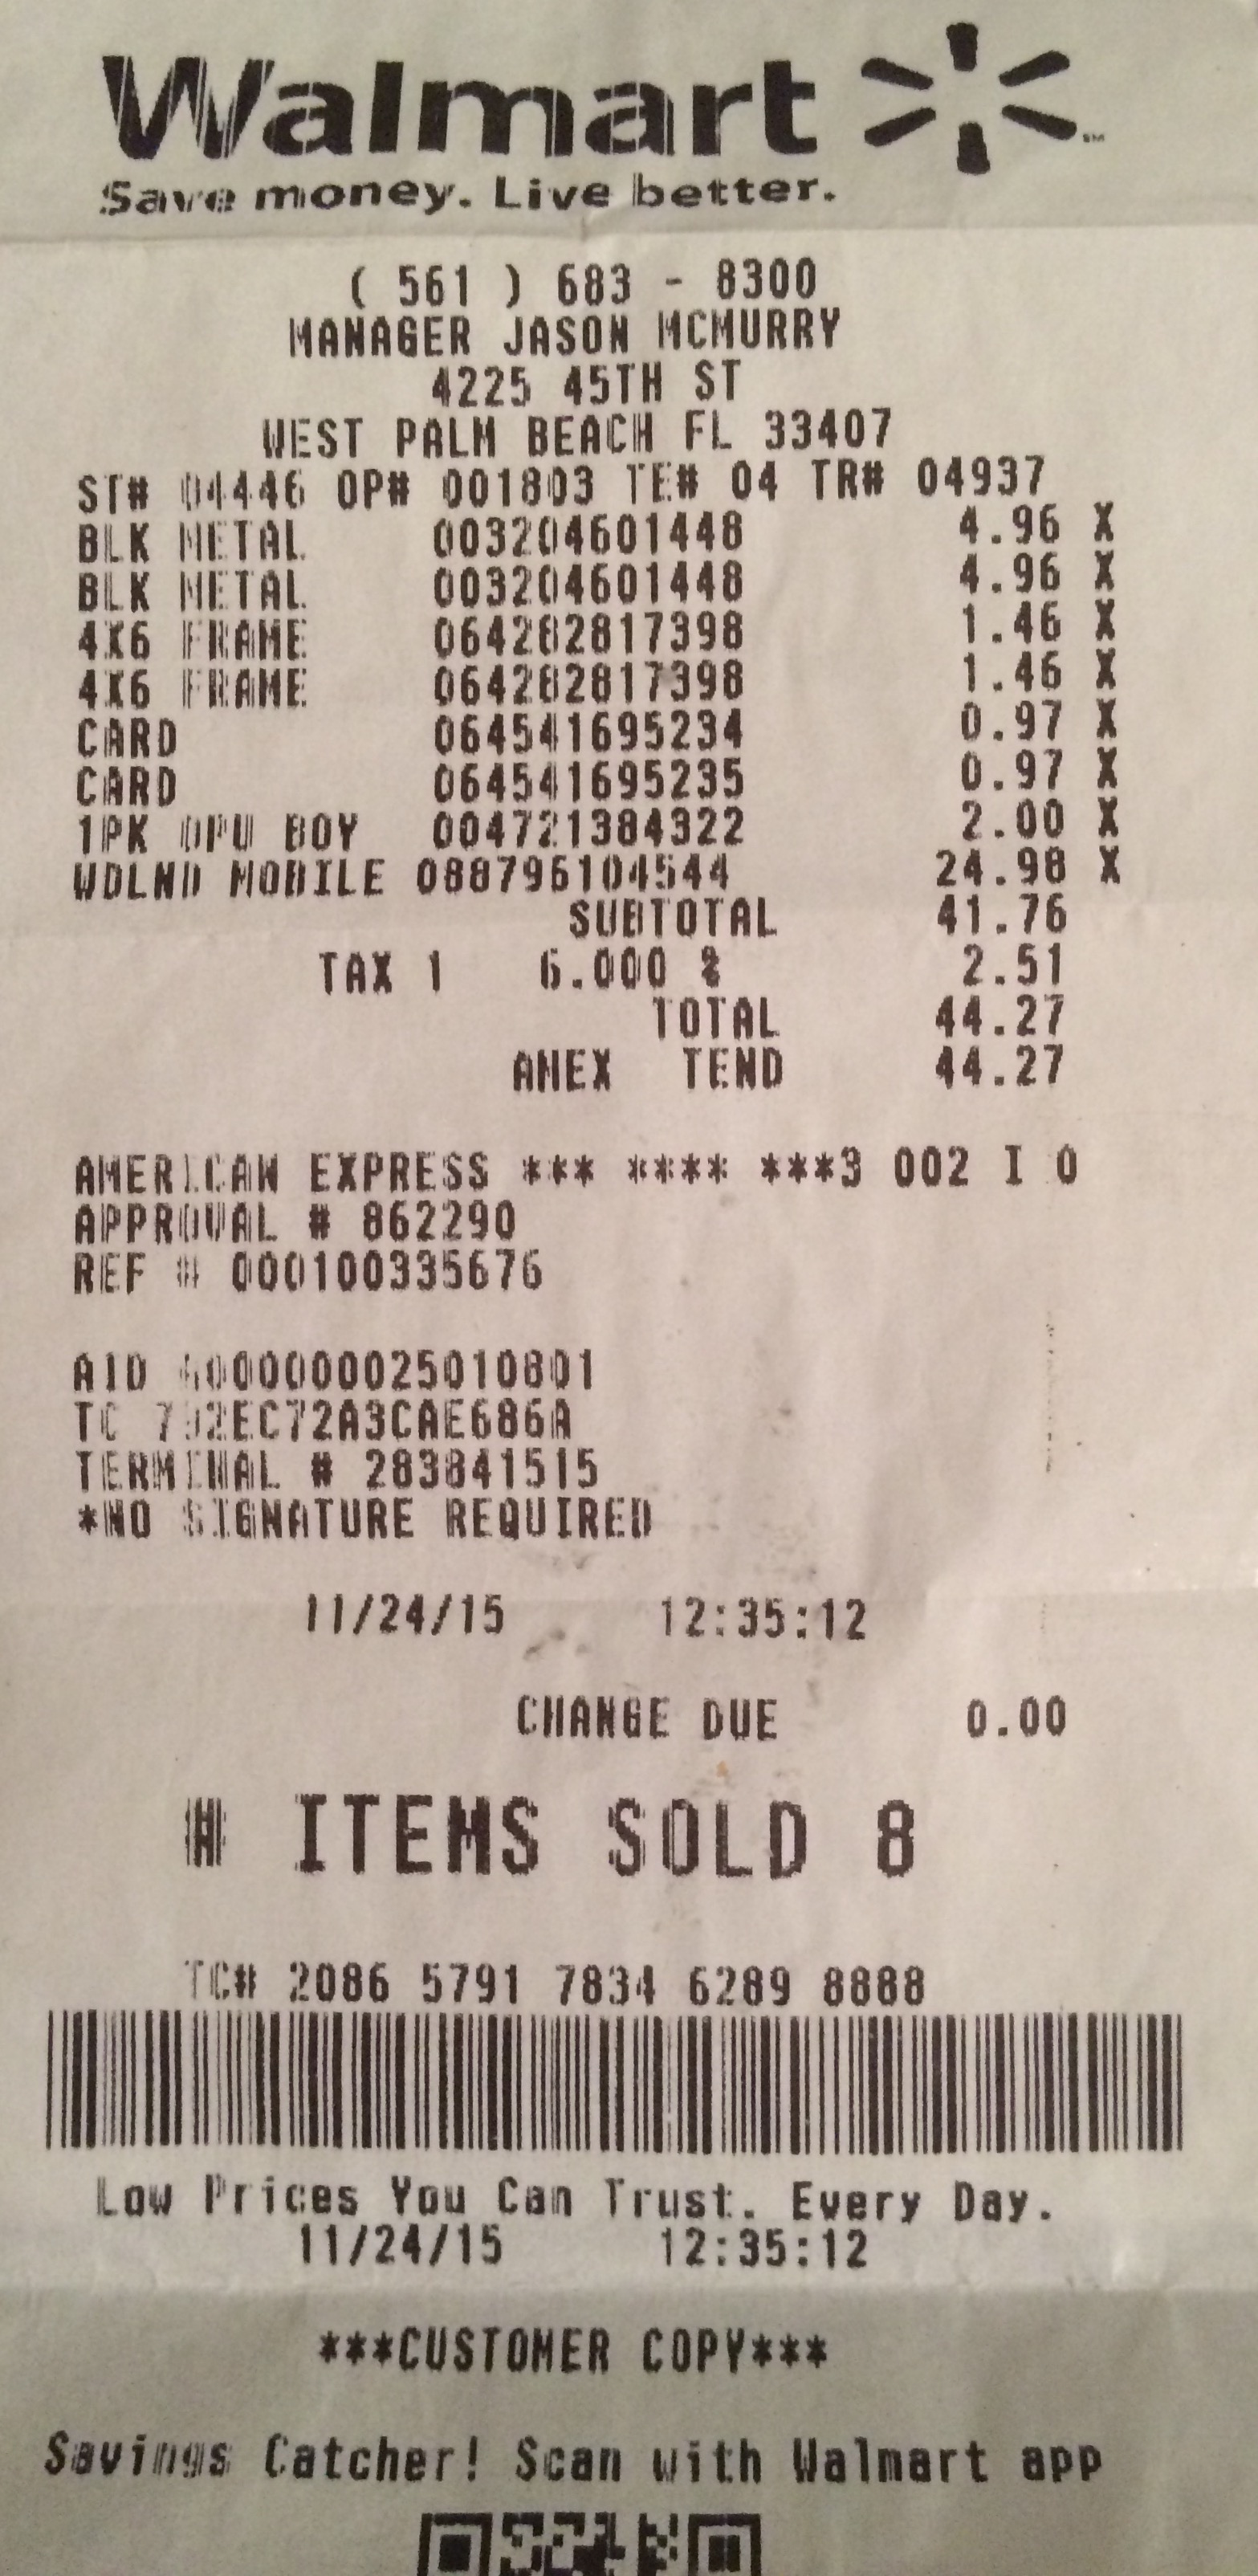 Walmart
Save money. Live better.
( 561 ) 683 - 8300
MANAGER JASON MCMURRY
4225 45TH ST
WEST PALM BEACH FL 33407
ST# 04446 OP# 001803 TE# 04 TR# 04937
BLK METAL 003204601448 4.96 X
BLK METAL 003204601448 4.96 X
4X6 FRAME 064282817398 1.46 X
4X6 FRAME 064282817398 1.46 X
CARD 064541695234 0.97 X
CARD 064541695235 0.97 X
1PK OPU BOY 004721384322 2.00 X
WDLND MOBILE 088796104544 24.98 X
SUBTOTAL 41.76
TAX 1 6.000 % 2.51
TOTAL 44.27
AMEX TEND 44.27
AMERICAN EXPRESS *** **** ***3 002 I 0
APPROVAL # 862290
REF # 000100335676
AID
TC
TERMINAL # 283841515
*NO SIGNATURE REQUIRED
11/24/15 12:35:12
CHANGE DUE 0.00
# ITEMS SOLD 8
TC# 2086 5791 7834 6289 8888
Low Prices You Can Trust. Every Day.
11/24/15 12:35:12
***CUSTOMER COPY***
Savings Catcher! Scan with Walmart app